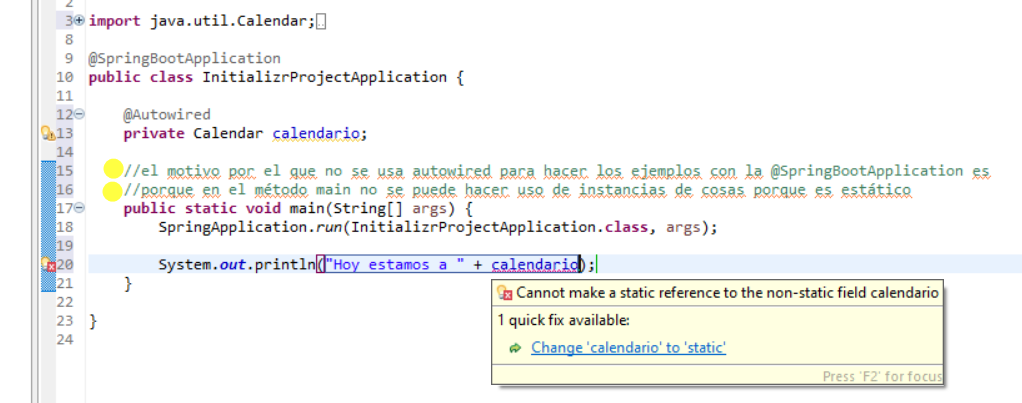 2
3 import java.util.Calendar;
8
9 @SpringBootApplication
10 public class InitializrProjectApplication {
11
12 @Autowired
13 private Calendar calendario;
14
15 //el motivo por el que no se usa autowired para hacer los ejemplos con la @SpringBootApplication es
16 //porque en el método main no se puede hacer uso de instancias de cosas porque es estático
17 public static void main(String[] args) {
18 SpringApplication.run(InitializrProjectApplication.class, args);
19
20 System.out.println("Hoy estamos a " + calendario);
21 }
22
23 }
24
Cannot make a static reference to the non-static field calendario
1 quick fix available:
Change 'calendario' to 'static'
Press 'F2' for focus